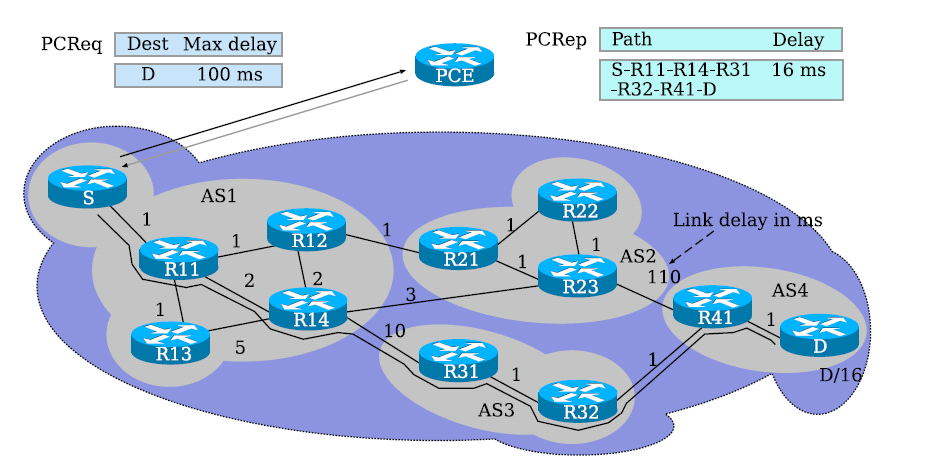 PCReq
Dest Max delay
D 100 ms
PCE
PCRep
Path Delay
S-R11-R14-R31 16 ms
-R32-R41-D
S
AS1
1
R11
1
R12
1
2
2
1
R13
5
R14
3
10
R21
1
R22
1
1
R23
AS2
Link delay in ms
110
AS4
R41
1
D
D/16
R31
1
AS3
R32
1